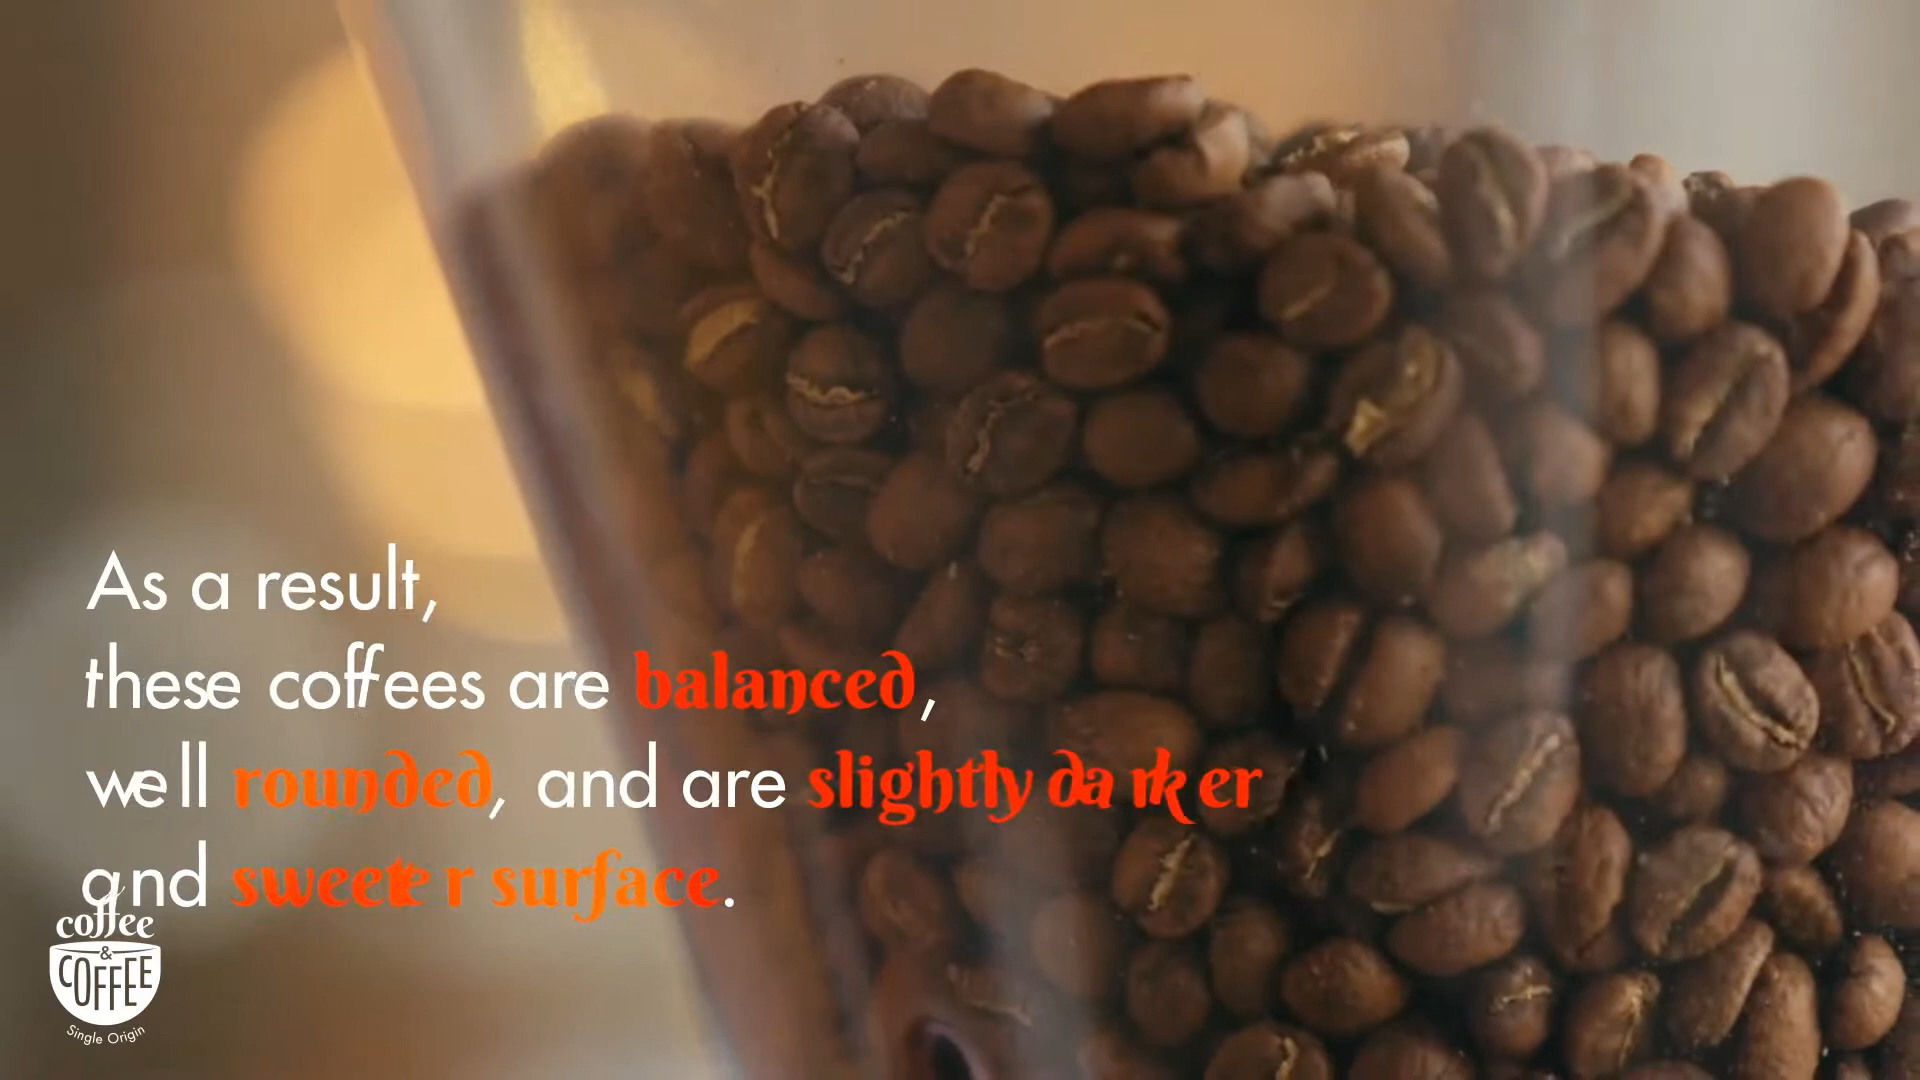 As a result,
these coffees are balanced,
well rounded, and are slightly darker
and sweeter surface.
coffee
&
COFFEE
Single Origin